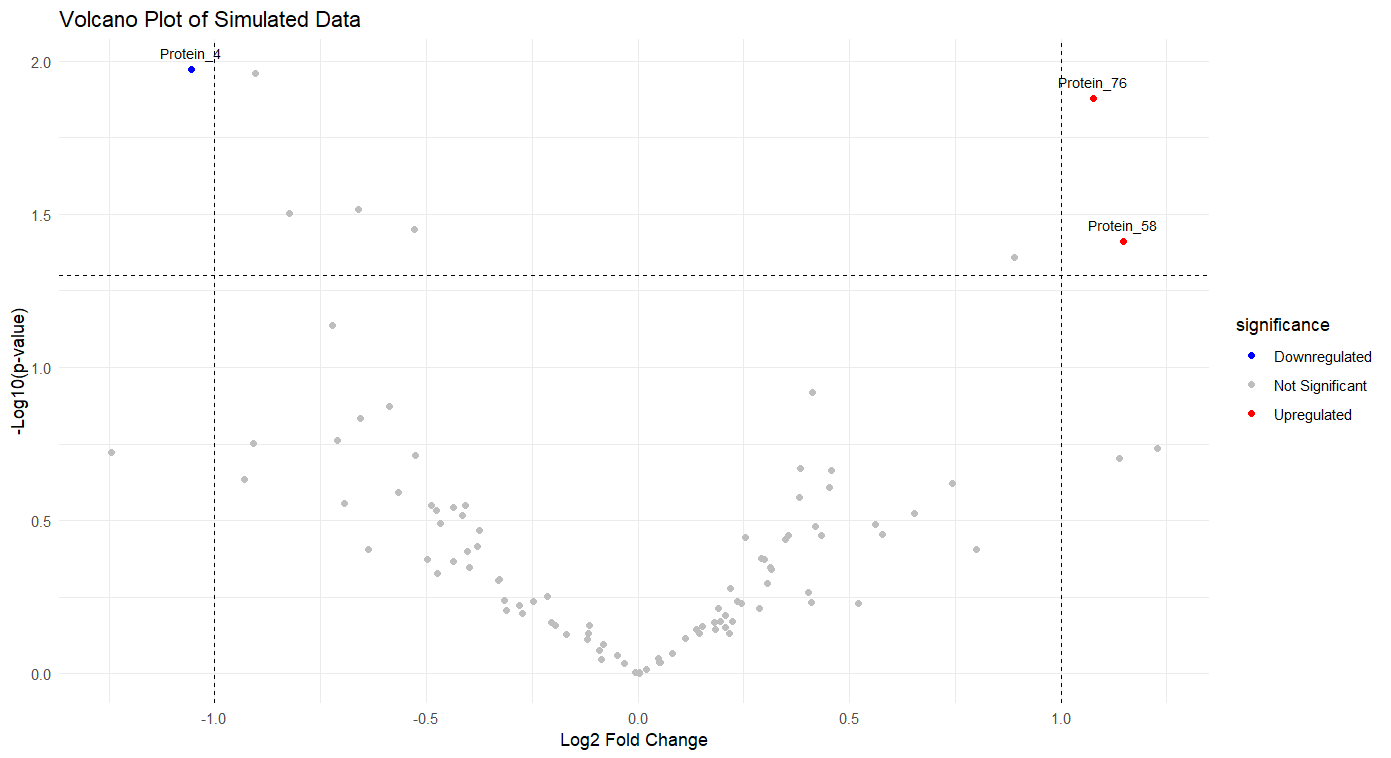 Volcano Plot of Simulated Data
Protein_4
Protein_76
Protein_58
2.0
1.5
1.0
0.5
0.0
-Log10(p-value)
-1.0
-0.5
0.0
0.5
1.0
Log2 Fold Change
significance
Downregulated
Not Significant
Upregulated